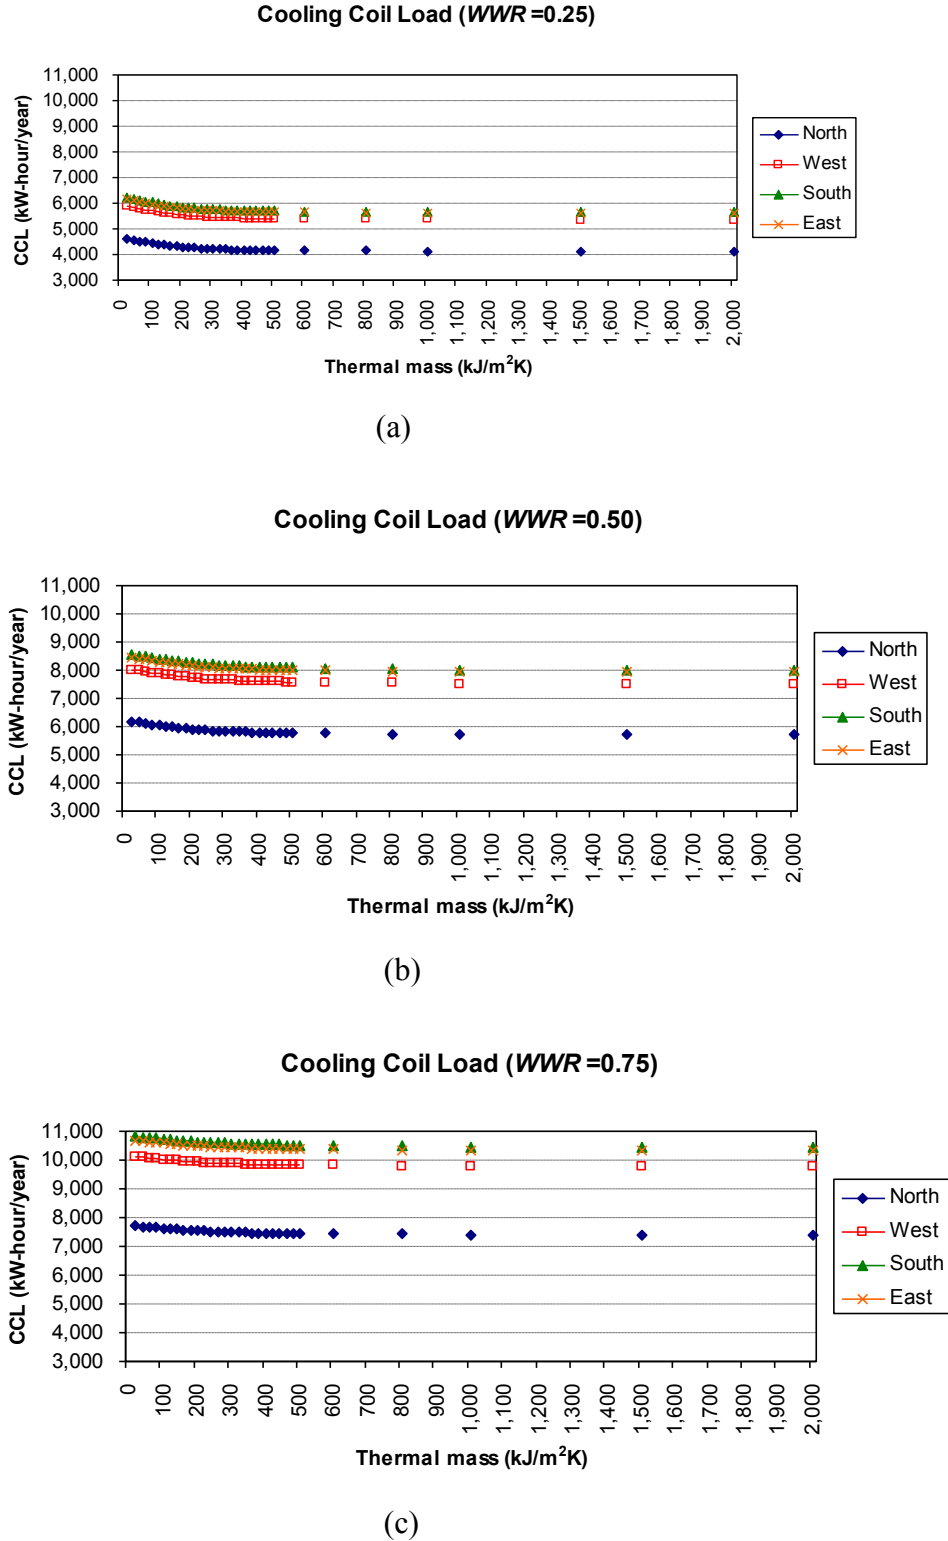 Cooling Coil Load (WWR =0.25)
CCL (kW-hour/year)
11,000
10,000
9,000
8,000
7,000
6,000
5,000
4,000
3,000
0 100 200 300 400 500 600 700 800 900 1,000 1,100 1,200 1,300 1,400 1,500 1,600 1,700 1,800 1,900 2,000
Thermal mass (kJ/m²K)
North
West
South
East
(a)
Cooling Coil Load (WWR =0.50)
CCL (kW-hour/year)
11,000
10,000
9,000
8,000
7,000
6,000
5,000
4,000
3,000
0 100 200 300 400 500 600 700 800 900 1,000 1,100 1,200 1,300 1,400 1,500 1,600 1,700 1,800 1,900 2,000
Thermal mass (kJ/m²K)
North
West
South
East
(b)
Cooling Coil Load (WWR =0.75)
CCL (kW-hour/year)
11,000
10,000
9,000
8,000
7,000
6,000
5,000
4,000
3,000
0 100 200 300 400 500 600 700 800 900 1,000 1,100 1,200 1,300 1,400 1,500 1,600 1,700 1,800 1,900 2,000
Thermal mass (kJ/m²K)
North
West
South
East
(c)